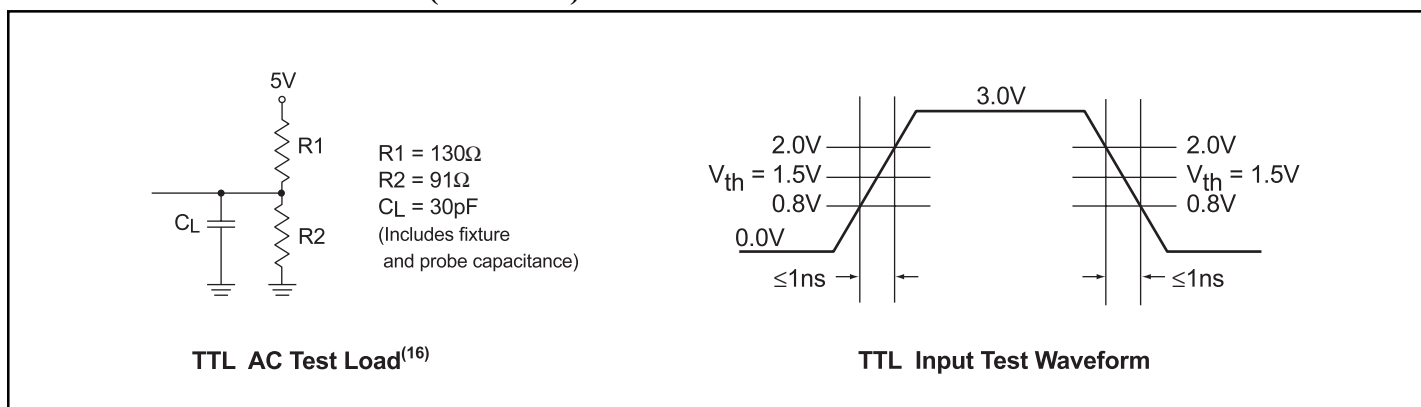 5V
R1
R2
CL
R1 = 130Ω
R2 = 91Ω
CL = 30pF
(Includes fixture
and probe capacitance)
TTL AC Test Load(16)
3.0V
2.0V
Vth = 1.5V
0.8V
0.0V
≤1ns
2.0V
Vth = 1.5V
0.8V
≤1ns
TTL Input Test Waveform